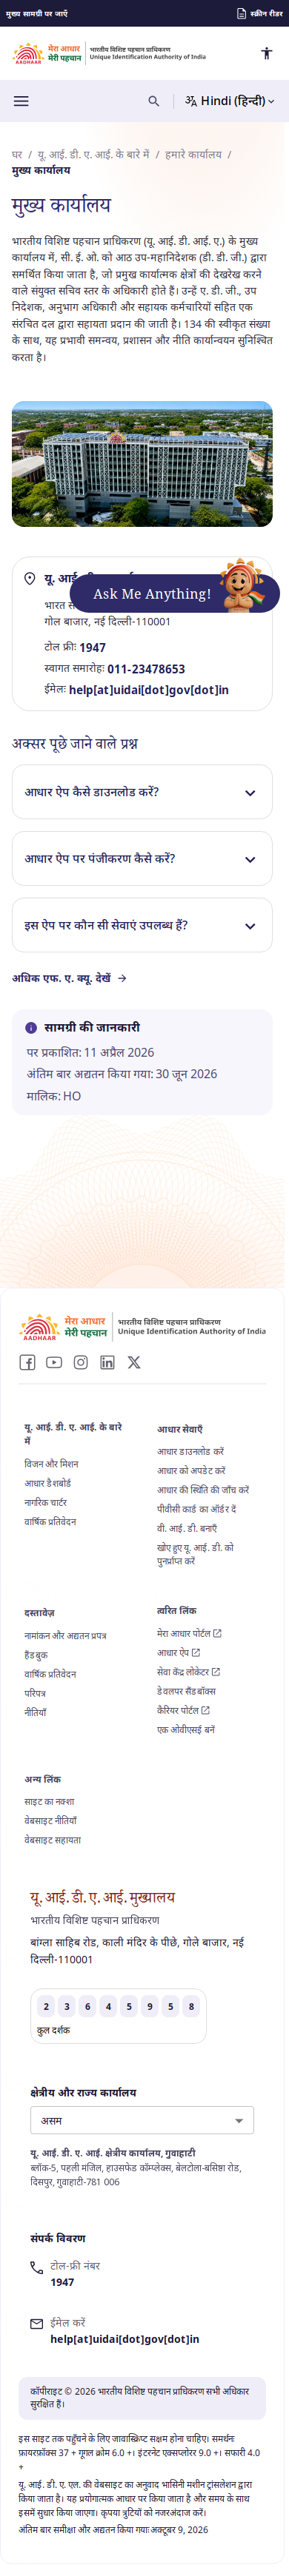 मुख्य सामग्री पर जाएँ
स्क्रीन रीडर
मेरा आधार
मेरी पहचान
भारतीय विशिष्ट पहचान प्राधिकरण
Unique Identification Authority of India
AADHAAR
Hindi (हिन्दी)
घर / यू. आई. डी. ए. आई. के बारे में / हमारे कार्यालय /
मुख्य कार्यालय
मुख्य कार्यालय
भारतीय विशिष्ट पहचान प्राधिकरण (यू. आई. डी. आई. ए.) के मुख्य
कार्यालय में, सी. ई. ओ. को आठ उप-महानिदेशक (डी. डी. जी.) द्वारा
समर्थित किया जाता है, जो प्रमुख कार्यात्मक क्षेत्रों की देखरेख करने
वाले संयुक्त सचिव स्तर के अधिकारी होते हैं। उन्हें ए. डी. जी., उप
निदेशक, अनुभाग अधिकारी और सहायक कर्मचारियों सहित एक
संरचित दल द्वारा सहायता प्रदान की जाती है। 134 की स्वीकृत संख्या
के साथ, यह प्रभावी समन्वय, प्रशासन और नीति कार्यान्वयन सुनिश्चित
करता है।
यू. आई.
Ask Me Anything!
भारत
गोल बाजार, नई दिल्ली-110001
टोल फ्री: 1947
स्वागत समारोह: 011-23478653
ईमेल: help[at]uidai[dot]gov[dot]in
अक्सर पूछे जाने वाले प्रश्न
आधार ऐप कैसे डाउनलोड करें?
आधार ऐप पर पंजीकरण कैसे करें?
इस ऐप पर कौन सी सेवाएं उपलब्ध हैं?
अधिक एफ. ए. क्यू. देखें →
सामग्री की जानकारी
पर प्रकाशित: 11 अप्रैल 2026
अंतिम बार अद्यतन किया गया: 30 जून 2026
मालिक: HO
AADHAAR
मेरा आधार
मेरी पहचान
भारतीय विशिष्ट पहचान प्राधिकरण
Unique Identification Authority of India
यू. आई. डी. ए. आई. के बारे
में
विजन और मिशन
आधार डैशबोर्ड
नागरिक चार्टर
वार्षिक प्रतिवेदन
आधार सेवाएँ
आधार डाउनलोड करें
आधार को अपडेट करें
आधार की स्थिति की जाँच करें
पीवीसी कार्ड का ऑर्डर दें
वी. आई. डी. बनाएँ
खोए हुए यू. आई. डी. को
पुनर्प्राप्त करें
दस्तावेज़
नामांकन और अद्यतन प्रपत्र
हैंडबुक
वार्षिक प्रतिवेदन
परिपत्र
नीतियाँ
त्वरित लिंक
मेरा आधार पोर्टल
आधार ऐप
सेवा केंद्र लोकेटर
डेवलपर सैंडबॉक्स
कैरियर पोर्टल
एक ओवीएसई बनें
अन्य लिंक
साइट का नक्शा
वेबसाइट नीतियाँ
वेबसाइट सहायता
यू. आई. डी. ए. आई. मुख्यालय
भारतीय विशिष्ट पहचान प्राधिकरण
बांग्ला साहिब रोड, काली मंदिर के पीछे, गोले बाजार, नई
दिल्ली-110001
2 3 6 4 5 9 5 8
कुल दर्शक
क्षेत्रीय और राज्य कार्यालय
असम
यू. आई. डी. ए. आई. क्षेत्रीय कार्यालय, गुवाहाटी
ब्लॉक-5, पहली मंजिल, हाउसफेड कॉम्प्लेक्स, बेलटोला-बसिष्ठा रोड,
दिसपुर, गुवाहाटी-781 006
संपर्क विवरण
टोल-फ्री नंबर
1947
ईमेल करें
help[at]uidai[dot]gov[dot]in
कॉपीराइट © 2026 भारतीय विशिष्ट पहचान प्राधिकरण सभी अधिकार
सुरक्षित हैं।
इस साइट तक पहुँचने के लिए जावास्क्रिप्ट सक्षम होना चाहिए। समर्थनः
फ़ायरफ़ॉक्स 37 + गूगल क्रोम 6.0 +। इंटरनेट एक्सप्लोरर 9.0 +। सफारी 4.0
+
यू. आई. डी. ए. एल. की वेबसाइट का अनुवाद भासिनी मशीन ट्रांसलेशन द्वारा
किया जाता है। यह प्रयोगात्मक आधार पर किया जाता है और समय के साथ
इसमें सुधार किया जाएगा। कृपया त्रुटियों को नजरअंदाज करें।
अंतिम बार समीक्षा और अद्यतन किया गयाःअक्टूबर 9, 2026